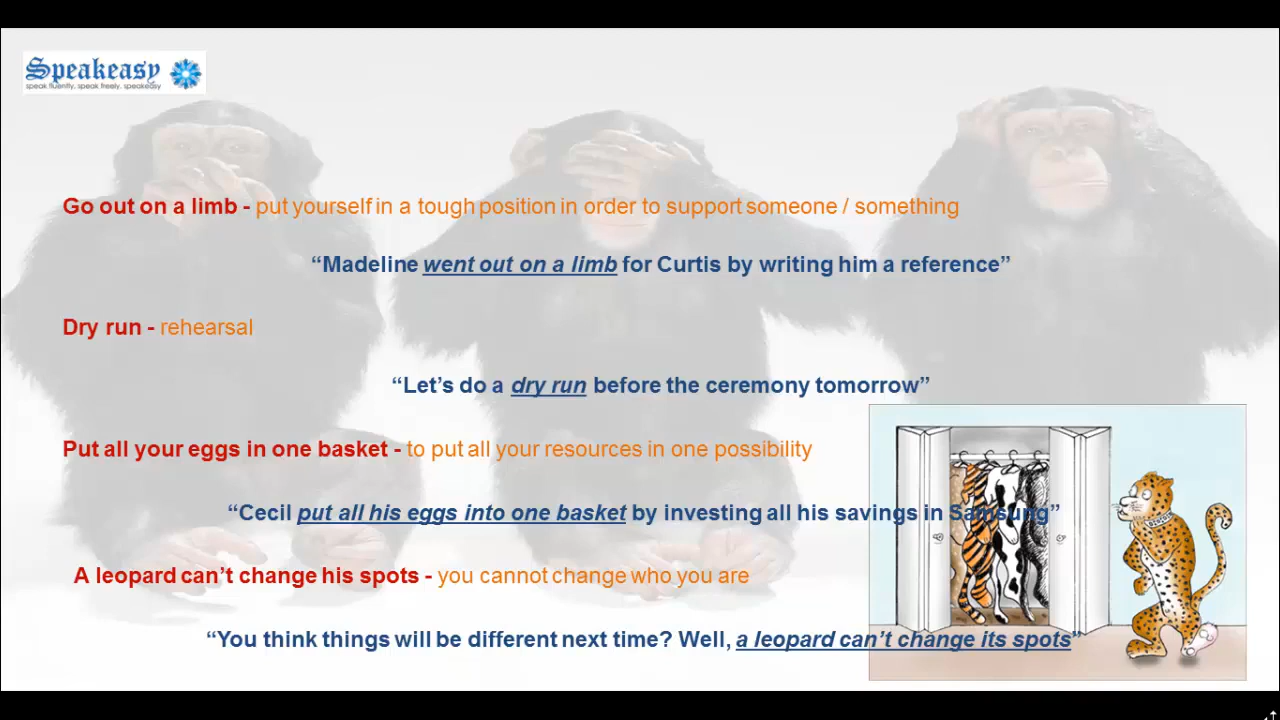 Speakeasy
speak fluently, speak freely, speakeasy
Go out on a limb - put yourself in a tough position in order to support someone / something
“Madeline went out on a limb for Curtis by writing him a reference”
Dry run - rehearsal
“Let’s do a dry run before the ceremony tomorrow”
Put all your eggs in one basket - to put all your resources in one possibility
“Cecil put all his eggs into one basket by investing all his savings in Samsung”
A leopard can’t change his spots - you cannot change who you are
“You think things will be different next time? Well, a leopard can’t change its spots”